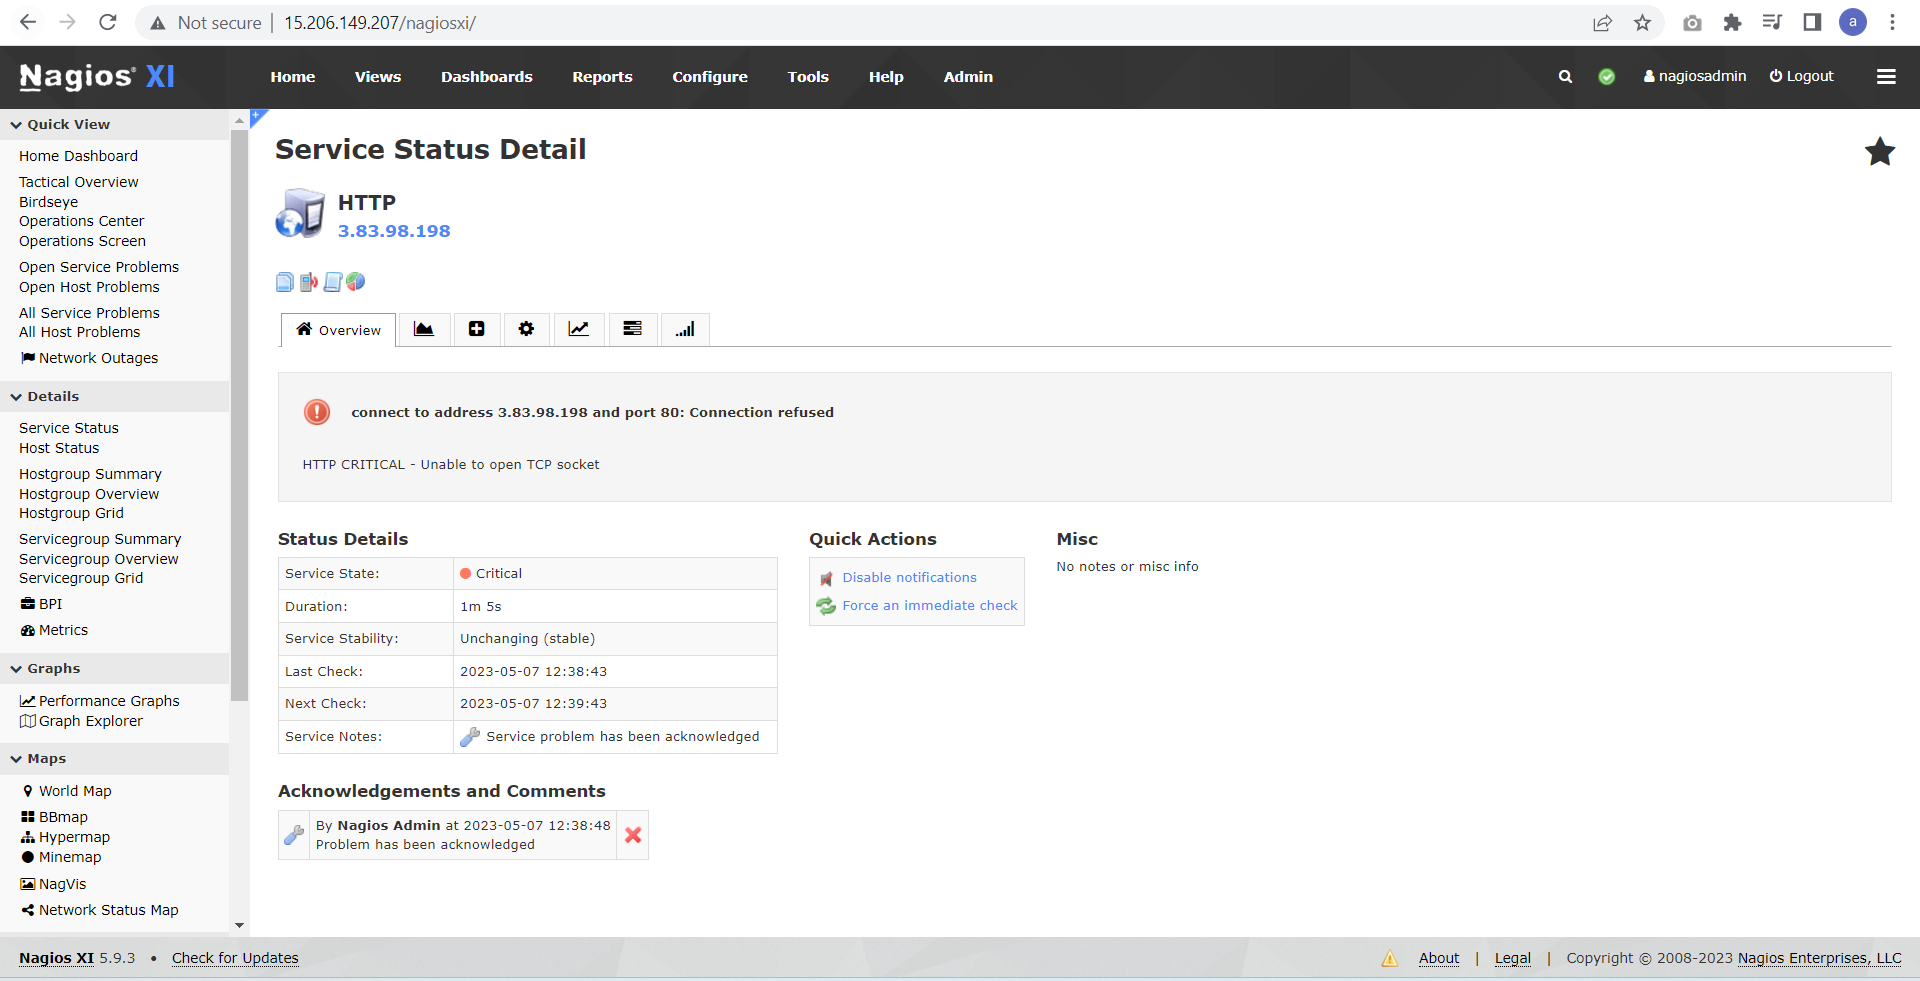 Not secure | 15.206.149.207/nagiosxi/
a
Nagios® XI
Home Views Dashboards Reports Configure Tools Help Admin
nagiosadmin Logout
Quick View
Home Dashboard
Tactical Overview
Birdseye
Operations Center
Operations Screen
Open Service Problems
Open Host Problems
All Service Problems
All Host Problems
Network Outages
Details
Service Status
Host Status
Hostgroup Summary
Hostgroup Overview
Hostgroup Grid
Servicegroup Summary
Servicegroup Overview
Servicegroup Grid
BPI
Metrics
Graphs
Performance Graphs
Graph Explorer
Maps
World Map
BBmap
Hypermap
Minemap
NagVis
Network Status Map
Service Status Detail
HTTP
3.83.98.198
Overview
connect to address 3.83.98.198 and port 80: Connection refused
HTTP CRITICAL - Unable to open TCP socket
Status Details
Service State: Critical
Duration: 1m 5s
Service Stability: Unchanging (stable)
Last Check: 2023-05-07 12:38:43
Next Check: 2023-05-07 12:39:43
Service Notes: Service problem has been acknowledged
Quick Actions
Disable notifications
Force an immediate check
Misc
No notes or misc info
Acknowledgements and Comments
By Nagios Admin at 2023-05-07 12:38:48
Problem has been acknowledged
Nagios XI 5.9.3 • Check for Updates
About | Legal | Copyright © 2008-2023 Nagios Enterprises, LLC